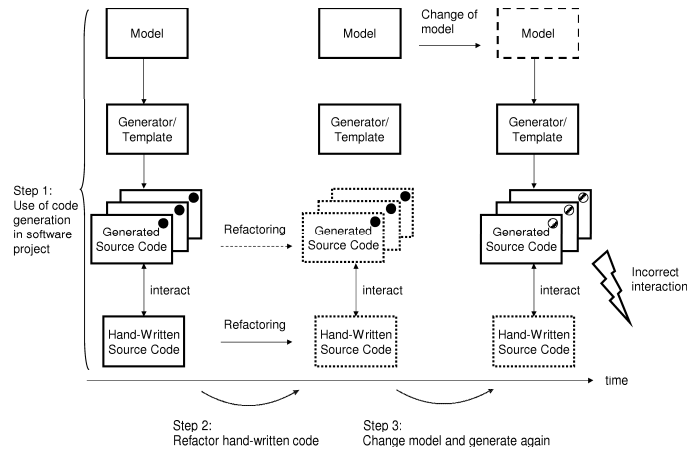 Change of
model
Model
Model
Model
Generator/
Template
Generator/
Template
Generator/
Template
Step 1:
Use of code
generation
in software
project
Generated
Source Code
Refactoring
Generated
Source Code
Generated
Source Code
Incorrect
interaction
interact
interact
interact
Hand-Written
Source Code
Refactoring
Hand-Written
Source Code
Hand-Written
Source Code
time
Step 2:
Refactor hand-written code
Step 3:
Change model and generate again